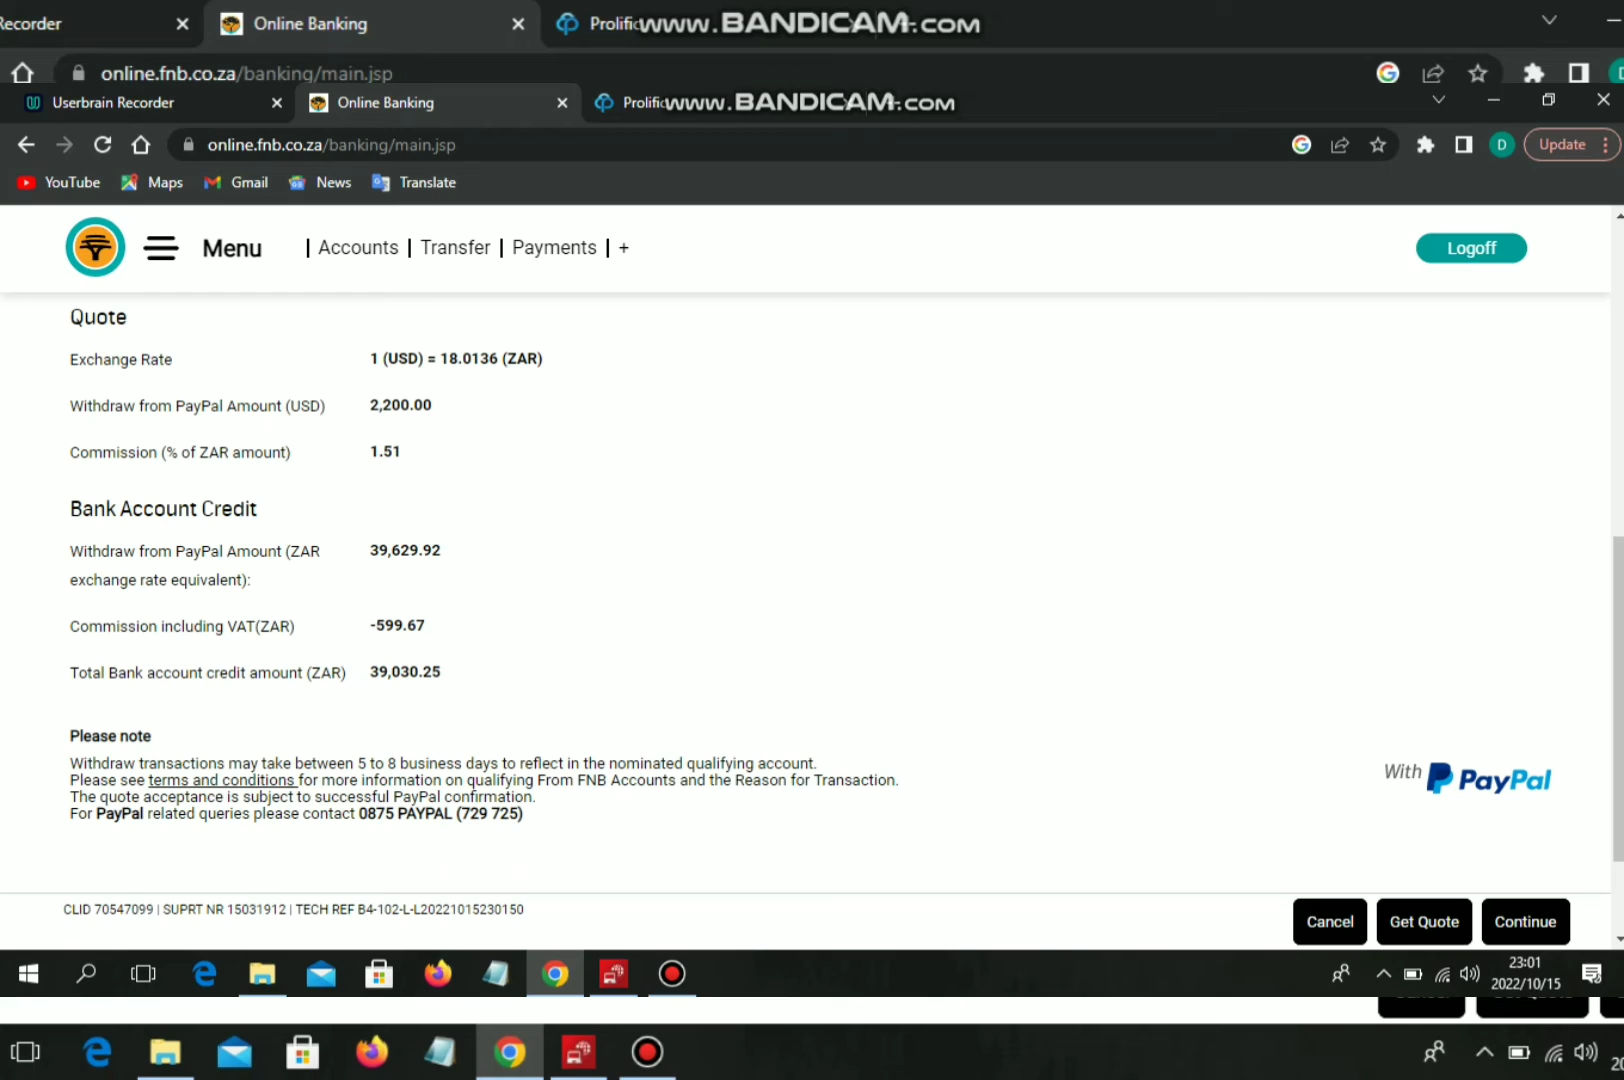 Recorder
Online Banking
Prolific
www.BANDICAM.COM
online.fnb.co.za/banking/main.jsp
Userbrain Recorder
Online Banking
Prolific
www.BANDICAM.COM
online.fnb.co.za/banking/main.jsp
D
Update
YouTube
Maps
Gmail
News
Translate
Menu
| Accounts | Transfer | Payments | +
Logoff
Quote
Exchange Rate 1 (USD) = 18.0136 (ZAR)
Withdraw from PayPal Amount (USD) 2,200.00
Commission (% of ZAR amount) 1.51
Bank Account Credit
Withdraw from PayPal Amount (ZAR 39,629.92
exchange rate equivalent):
Commission including VAT(ZAR) -599.67
Total Bank account credit amount (ZAR) 39,030.25
Please note
Withdraw transactions may take between 5 to 8 business days to reflect in the nominated qualifying account.
Please see terms and conditions for more information on qualifying From FNB Accounts and the Reason for Transaction.
The quote acceptance is subject to successful PayPal confirmation.
For PayPal related queries please contact 0875 PAYPAL (729 725)
With PayPal
CLID 70547099 | SUPRT NR 15031912 | TECH REF B4-102-L-L20221015230150
Cancel
Get Quote
Continue
23:01
2022/10/15